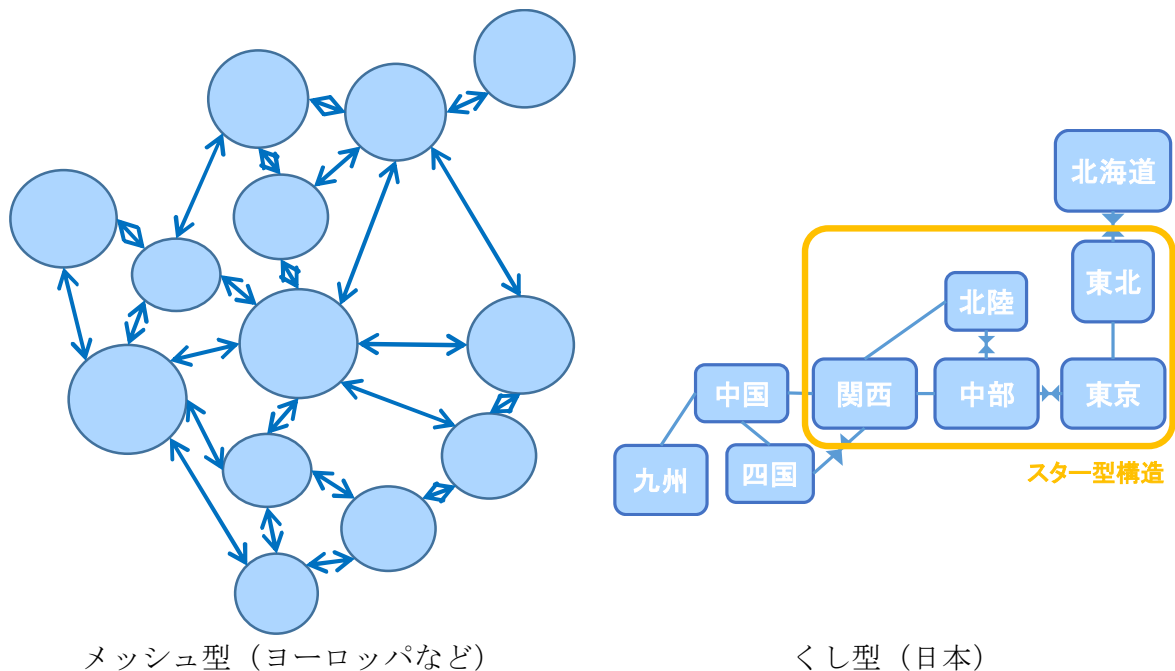 北海道
東北
北陸
中国
関西
中部
東京
九州
四国
スター型構造
メッシュ型（ヨーロッパなど）
くし型（日本）